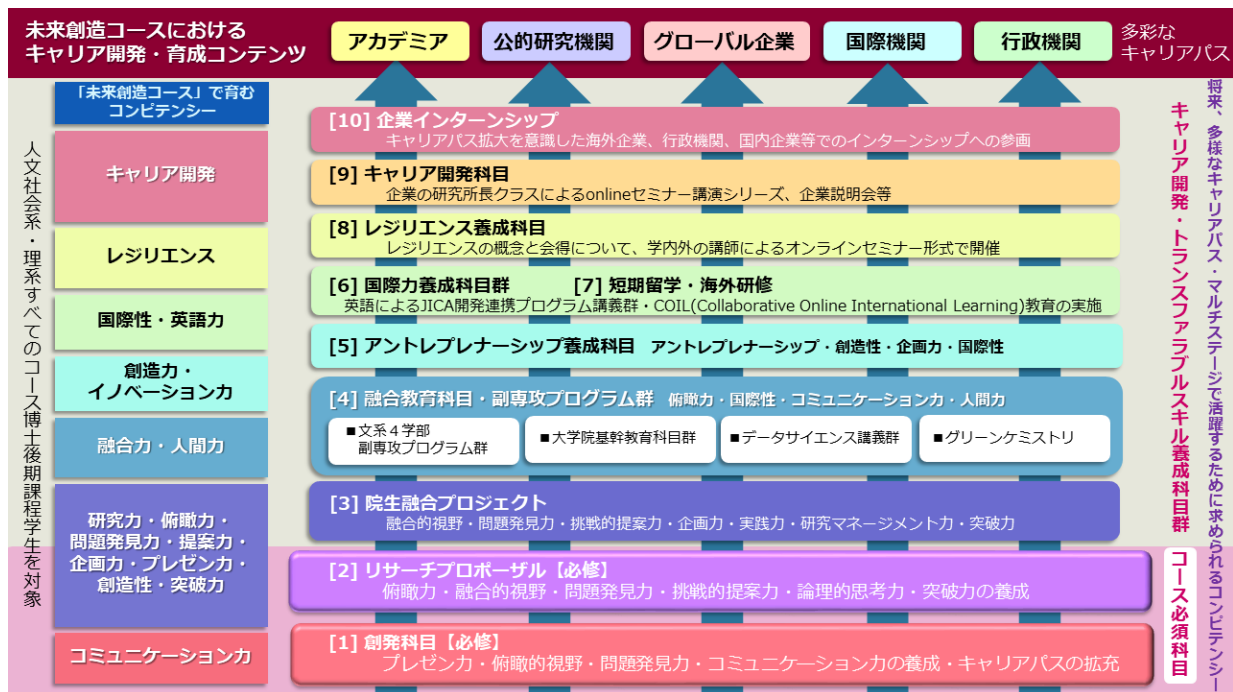 未来創造コースにおける
キャリア開発・育成コンテンツ
アカデミア
公的研究機関
グローバル企業
国際機関
行政機関
多彩な
キャリアパス
人文社会系・理系すべてのコース博士後期課程学生を対象
「未来創造コース」で育む
コンピテンシー
キャリア開発
レジリエンス
国際性・英語力
創造力・
イノベーション力
融合力・人間力
研究力・俯瞰力・
問題発見力・提案力・
企画力・プレゼン力・
創造性・突破力
コミュニケーション力
[10] 企業インターンシップ
キャリアパス拡大を意識した海外企業、行政機関、国内企業等でのインターンシップへの参画
[9] キャリア開発科目
企業の研究所長クラスによるonlineセミナー講演シリーズ、企業説明会等
[8] レジリエンス養成科目
レジリエンスの概念と会得について、学内外の講師によるオンラインセミナー形式で開催
[6] 国際力養成科目群 [7] 短期留学・海外研修
英語によるJICA開発連携プログラム講義群・COIL(Collaborative Online International Learning)教育の実施
[5] アントレプレナーシップ養成科目 アントレプレナーシップ・創造性・企画力・国際性
[4] 融合教育科目・副専攻プログラム群 俯瞰力・国際性・コミュニケーション力・人間力
■文系４学部
副専攻プログラム群
■大学院基幹教育科目群
■データサイエンス講義群
■グリーンケミストリ
[3] 院生融合プロジェクト
融合的視野・問題発見力・挑戦的提案力・企画力・実践力・研究マネージメント力・突破力
[2] リサーチプロポーザル【必修】
俯瞰力・融合的視野・問題発見力・挑戦的提案力・論理的思考力・突破力の養成
[1] 創発科目【必修】
プレゼン力・俯瞰的視野・問題発見力・コミュニケーション力の養成・キャリアパスの拡充
キャリア開発・トランスファラブルスキル養成科目群
コース必須科目
将来、多様なキャリアパス・マルチステージで活躍するために求められるコンピテンシー